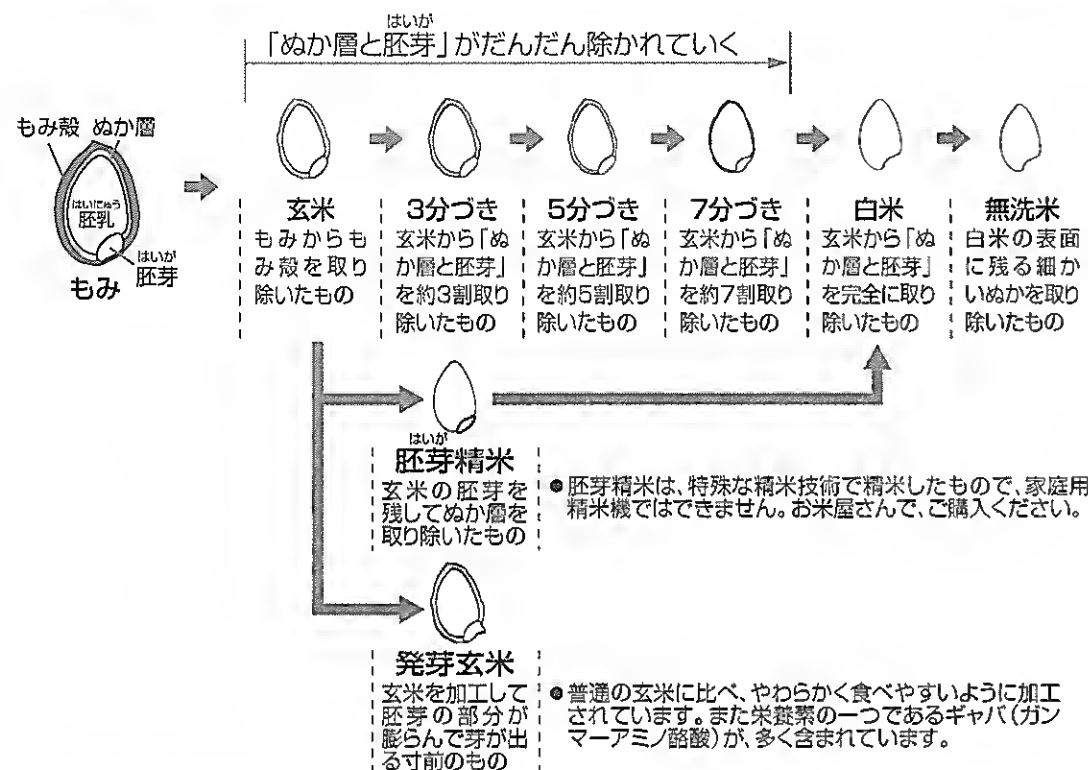 はいが
「ぬか層と胚芽」がだんだん除かれていく
もみ殻 ぬか層
はいにゅう
胚乳
はいが
胚芽
もみ
玄米
もみからも
み殻を取り
除いたもの
3分づき
玄米から「ぬ
か層と胚芽」
を約3割取り
除いたもの
5分づき
玄米から「ぬ
か層と胚芽」
を約5割取り
除いたもの
7分づき
玄米から「ぬ
か層と胚芽」
を約7割取り
除いたもの
白米
玄米から「ぬ
か層と胚芽」
を完全に取り
除いたもの
無洗米
白米の表面
に残る細か
いぬかを取り
除いたもの
はいが
胚芽精米
玄米の胚芽を
残してぬか層を
取り除いたもの
●胚芽精米は、特殊な精米技術で精米したもので、家庭用
精米機ではできません。お米屋さんで、ご購入ください。
発芽玄米
玄米を加工して
胚芽の部分が
膨らんで芽が出
る寸前のもの
●普通の玄米に比べ、やわらかく食べやすいように加工
されています。また栄養素の一つであるギャバ(ガン
マーアミノ酪酸)が、多く含まれています。